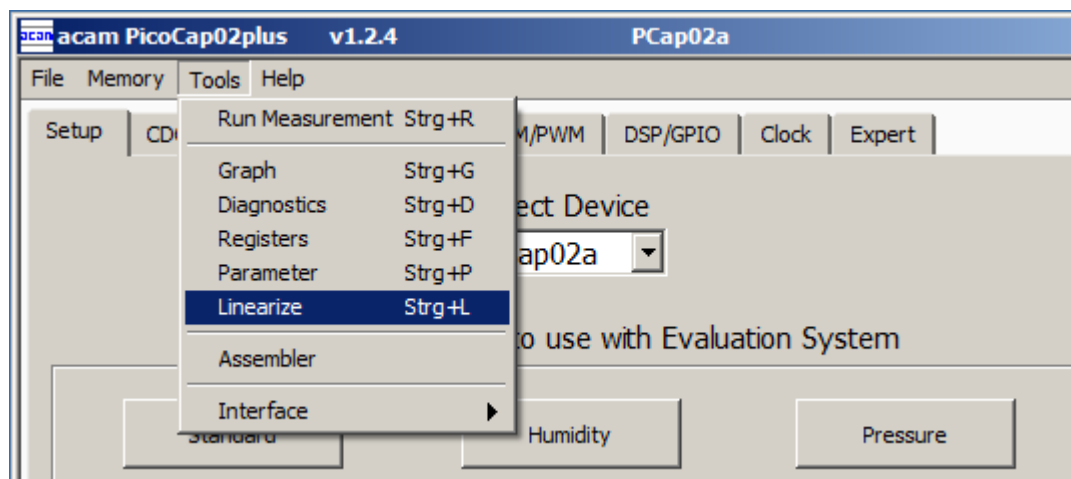 acam acam PicoCap02plus v1.2.4 PCap02a
File Memory Tools Help
Setup
Run Measurement Strg+R
M/PWM DSP/GPIO Clock Expert
Graph Strg+G
Diagnostics Strg+D
ect Device
Registers Strg+F
ap02a
Parameter Strg+P
Linearize Strg+L
to use with Evaluation System
Assembler
Interface
Standard Humidity Pressure